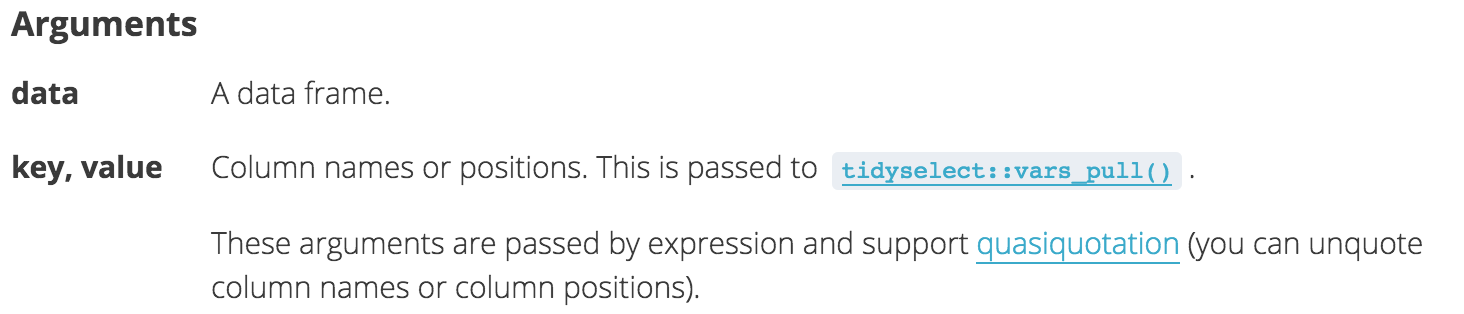 Arguments
data A data frame.
key, value Column names or positions. This is passed to tidyselect::vars_pull() .
These arguments are passed by expression and support quasiquotation (you can unquote
column names or column positions).